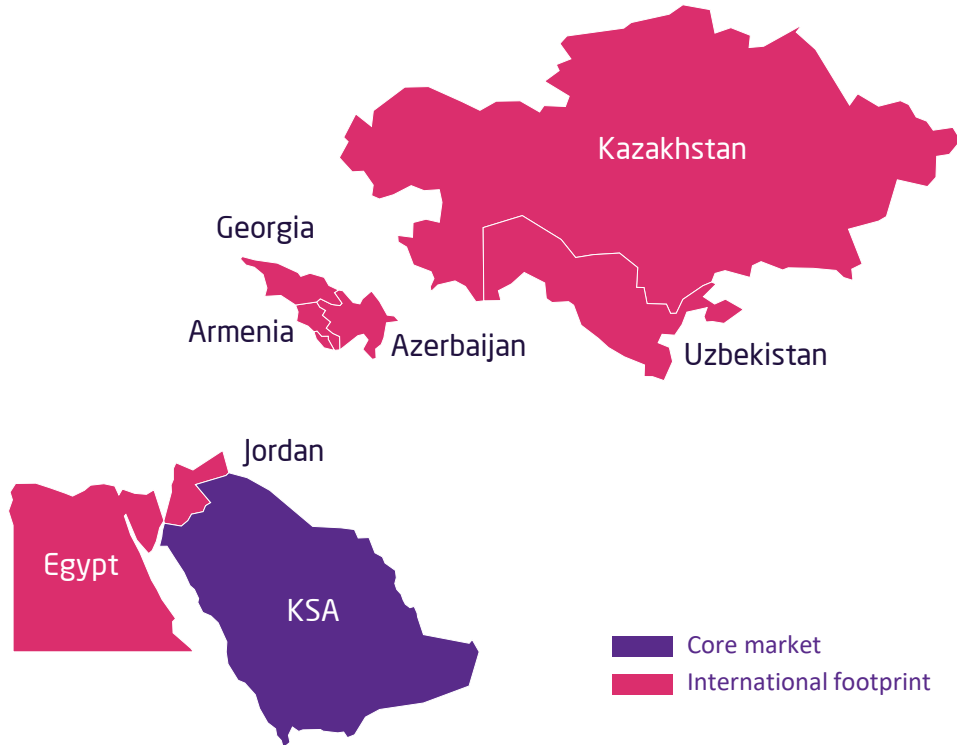 Kazakhstan
Georgia
Armenia
Azerbaijan
Uzbekistan
Jordan
Egypt
KSA
Core market
International footprint